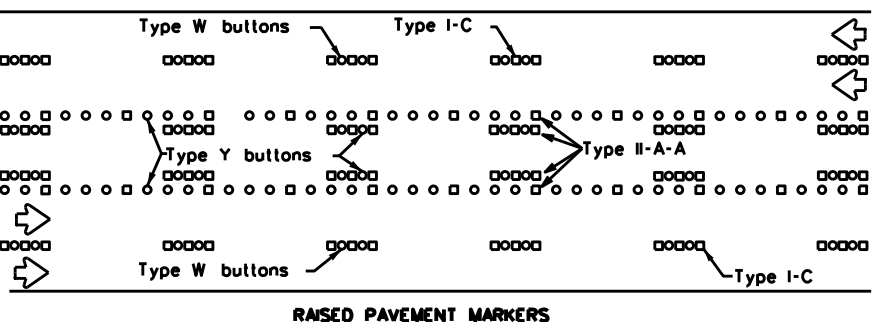 Type W buttons Type I-C
Type Y buttons Type II-A-A
Type W buttons Type I-C
RAISED PAVEMENT MARKERS